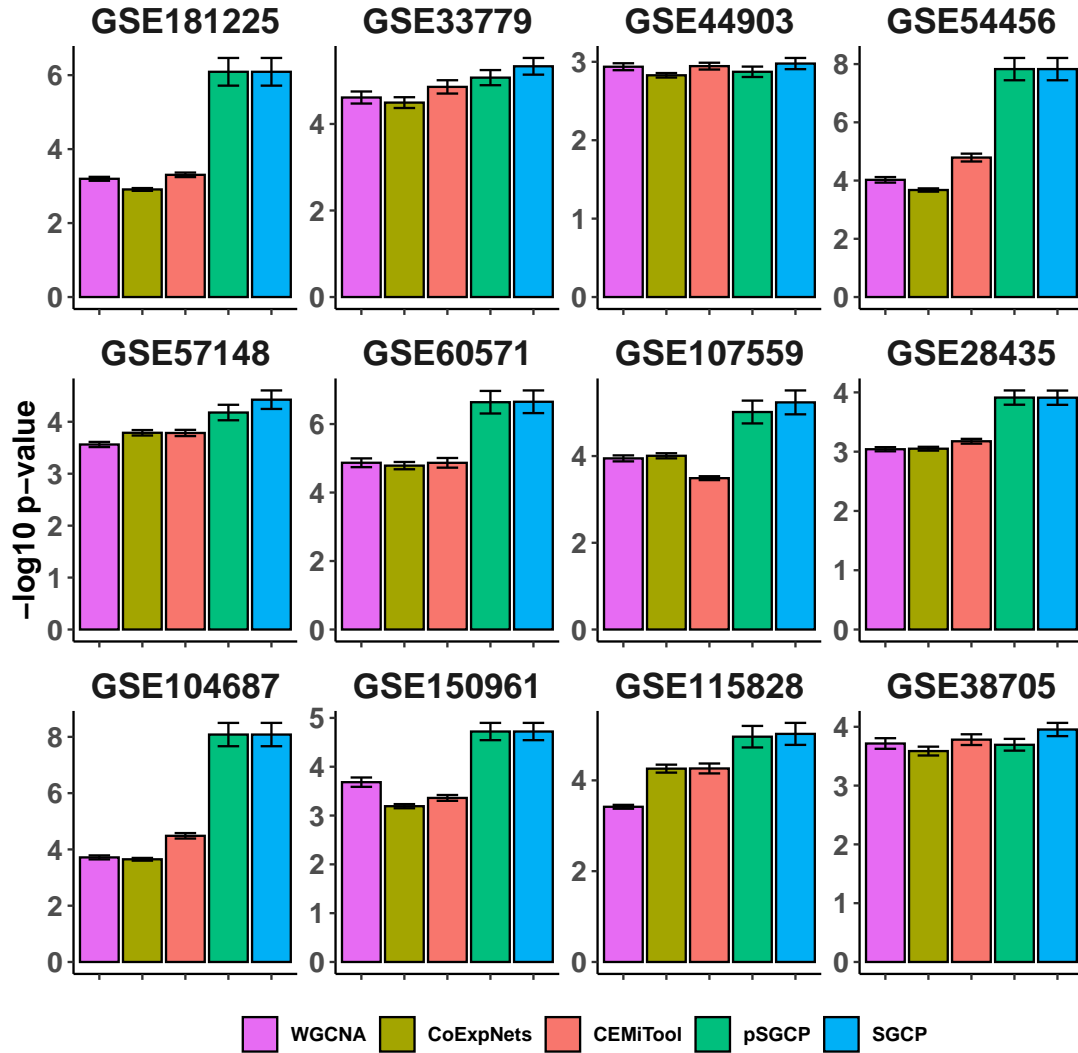 GSE181225 GSE33779 GSE44903 GSE54456
6 4 2 0
4 2 0
3 2 1 0
8 6 4 2 0
GSE57148 GSE60571 GSE107559 GSE28435
4 3 2 1 0
6 4 2 0
4 2 0
4 3 2 1 0
−log10 p−value
GSE104687 GSE150961 GSE115828 GSE38705
8 6 4 2 0
5 4 3 2 1 0
4 2 0
4 3 2 1 0
WGCNA CoExpNets CEMiTool pSGCP SGCP